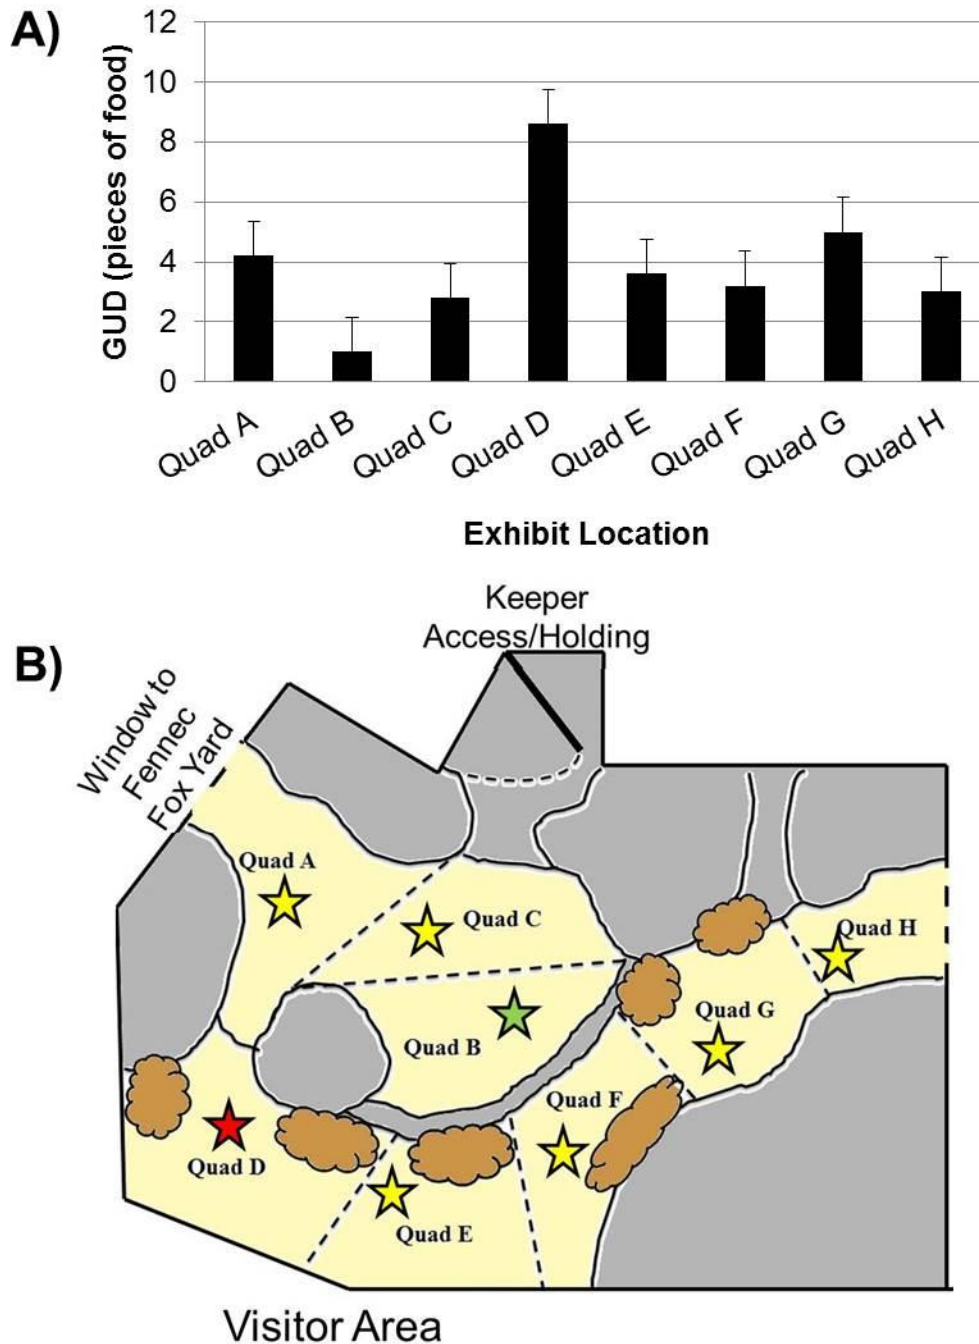 A)
12
10
8
6
4
2
0
GUD (pieces of food)
Quad A
Quad B
Quad C
Quad D
Quad E
Quad F
Quad G
Quad H
Exhibit Location
B)
Keeper
Access/Holding
Window to
Fennec
Fox Yard
Quad A
Quad C
Quad H
Quad G
Quad B
Quad F
Quad D
Quad E
Visitor Area